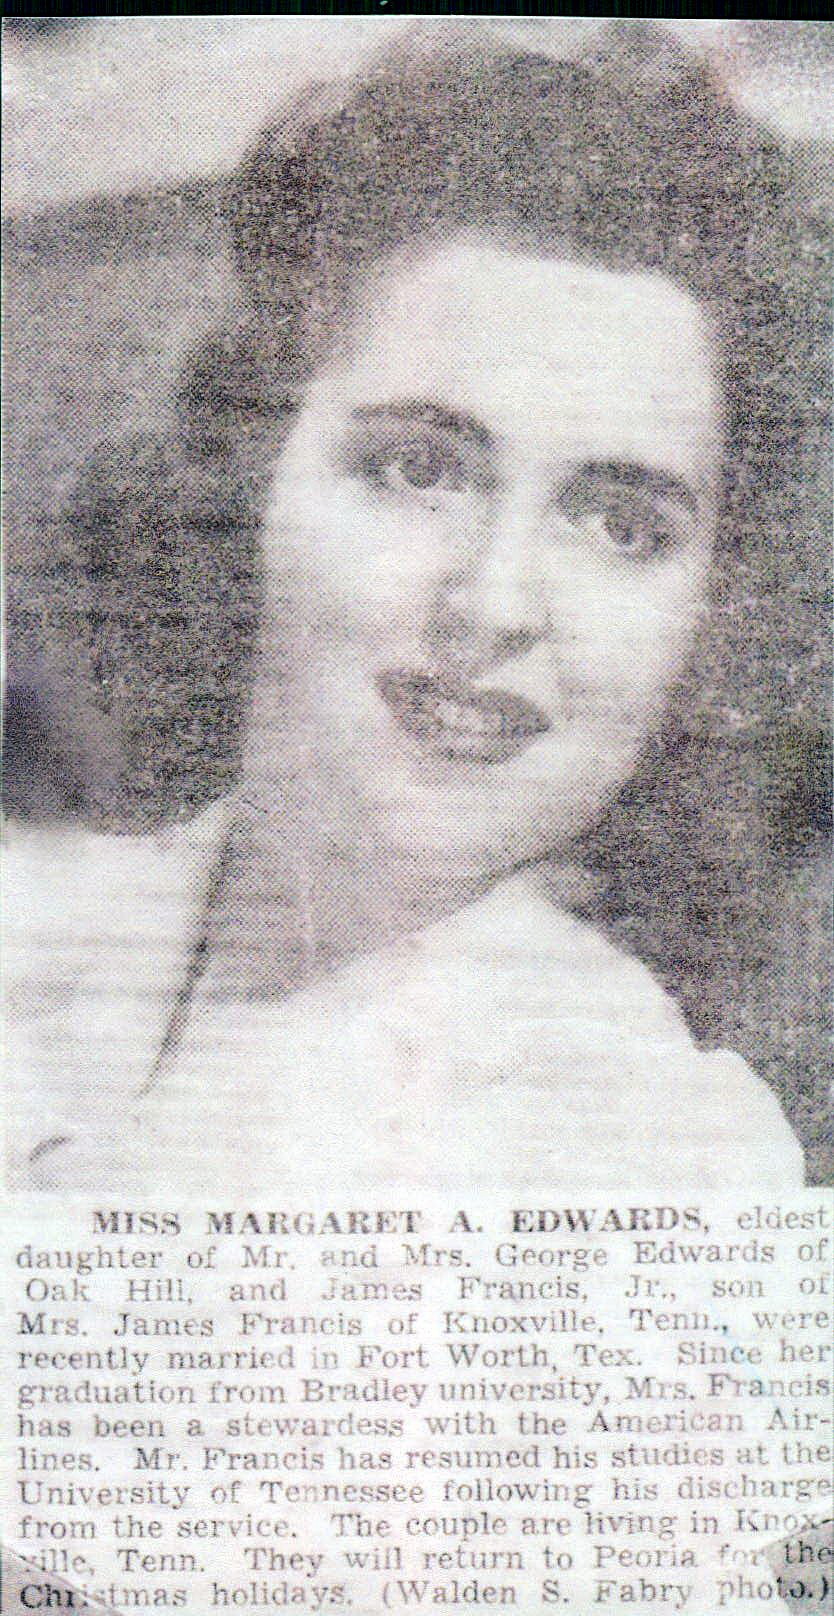 MISS MARGARET A. EDWARDS, eldest
daughter of Mr. and Mrs. George Edwards of
Oak Hill, and James Francis, Jr., son of
Mrs. James Francis of Knoxville, Tenn., were
recently married in Fort Worth, Tex. Since her
graduation from Bradley university, Mrs. Francis
has been a stewardess with the American Air-
lines. Mr. Francis has resumed his studies at the
University of Tennessee following his discharge
from the service. The couple are living in Knox-
ville, Tenn. They will return to Peoria for the
Christmas holidays. (Walden S. Fabry photo.)